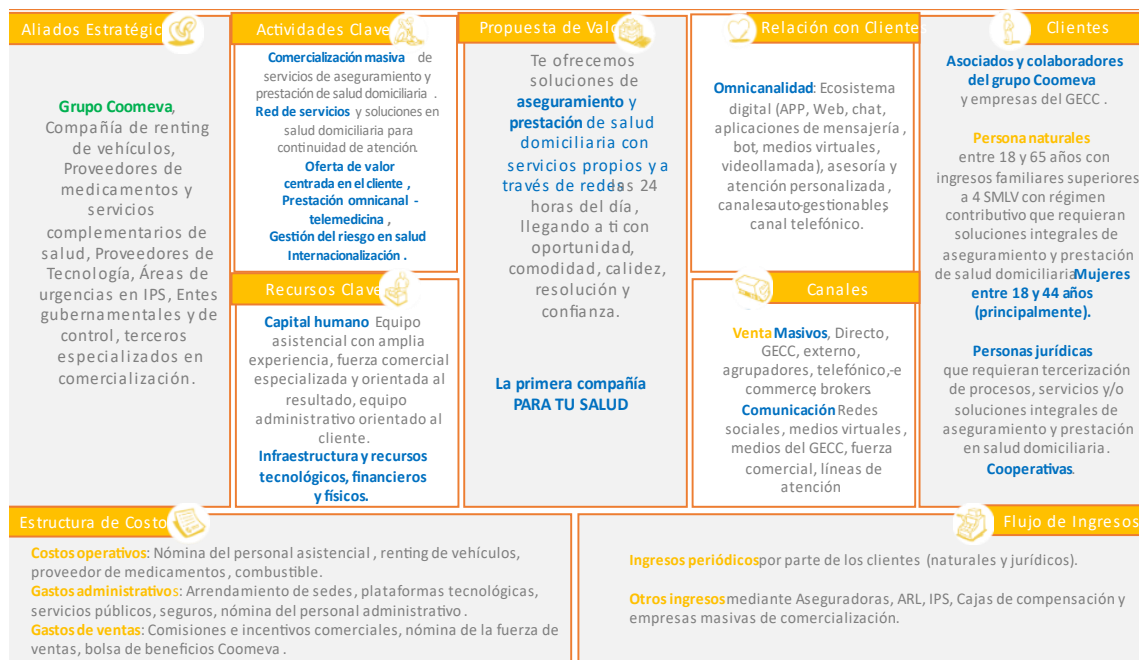 Aliados Estratégic
Grupo Coomeva,
Compañía de renting
de vehículos,
Proveedores de
medicamentos y
servicios
complementarios de
salud, Proveedores de
Tecnología, Áreas de
urgencias en IPS, Entes
gubernamentales y de
control, terceros
especializados en
comercialización.
Actividades Clave
Comercialización masiva de
servicios de aseguramiento y
prestación de salud domiciliaria .
Red de servicios y soluciones en
salud domiciliaria para
continuidad de atención.
Oferta de valor
centrada en el cliente ,
Prestación omnicanal -
telemedicina ,
Gestión del riesgo en salud
Internacionalización .
Recursos Clave
Capital humano Equipo
asistencial con amplia
experiencia, fuerza comercial
especializada y orientada al
resultado, equipo
administrativo orientado al
cliente.
Infraestructura y recursos
tecnológicos, financieros
y físicos.
Propuesta de Valo
Te ofrecemos
soluciones de
aseguramiento y
prestación de salud
domiciliaria con
servicios propios y a
través de redes las 24
horas del día,
llegando a ti con
oportunidad,
comodidad, calidez,
resolución y
confianza.
La primera compañía
PARA TU SALUD
Relación con Clientes
Omnicanalidad: Ecosistema
digital (APP, Web, chat,
aplicaciones de mensajería ,
bot, medios virtuales,
videollamada), asesoría y
atención personalizada ,
canales auto-gestionables,
canal telefónico.
Canales
Venta Masivos, Directo,
GECC, externo,
agrupadores, telefónico, e-
commerce, brokers.
Comunicación Redes
sociales, medios virtuales ,
medios del GECC, fuerza
comercial, líneas de
atención
Clientes
Asociados y colaboradores
del grupo Coomeva
y empresas del GECC .
Persona naturales
entre 18 y 65 años con
ingresos familiares superiores
a 4 SMLV con régimen
contributivo que requieran
soluciones integrales de
aseguramiento y prestación
de salud domiciliaria Mujeres
entre 18 y 44 años
(principalmente).
Personas jurídicas
que requieran tercerización
de procesos, servicios y/o
soluciones integrales de
aseguramiento y prestación
en salud domiciliaria .
Cooperativas.
Estructura de Costo
Costos operativos: Nómina del personal asistencial , renting de vehículos,
proveedor de medicamentos , combustible.
Gastos administrativos: Arrendamiento de sedes, plataformas tecnológicas,
servicios públicos, seguros, nómina del personal administrativo .
Gastos de ventas: Comisiones e incentivos comerciales, nómina de la fuerza de
ventas, bolsa de beneficios Coomeva .
Flujo de Ingresos
Ingresos periódicos por parte de los clientes (naturales y jurídicos).
Otros ingresos mediante Aseguradoras, ARL, IPS, Cajas de compensación y
empresas masivas de comercialización.